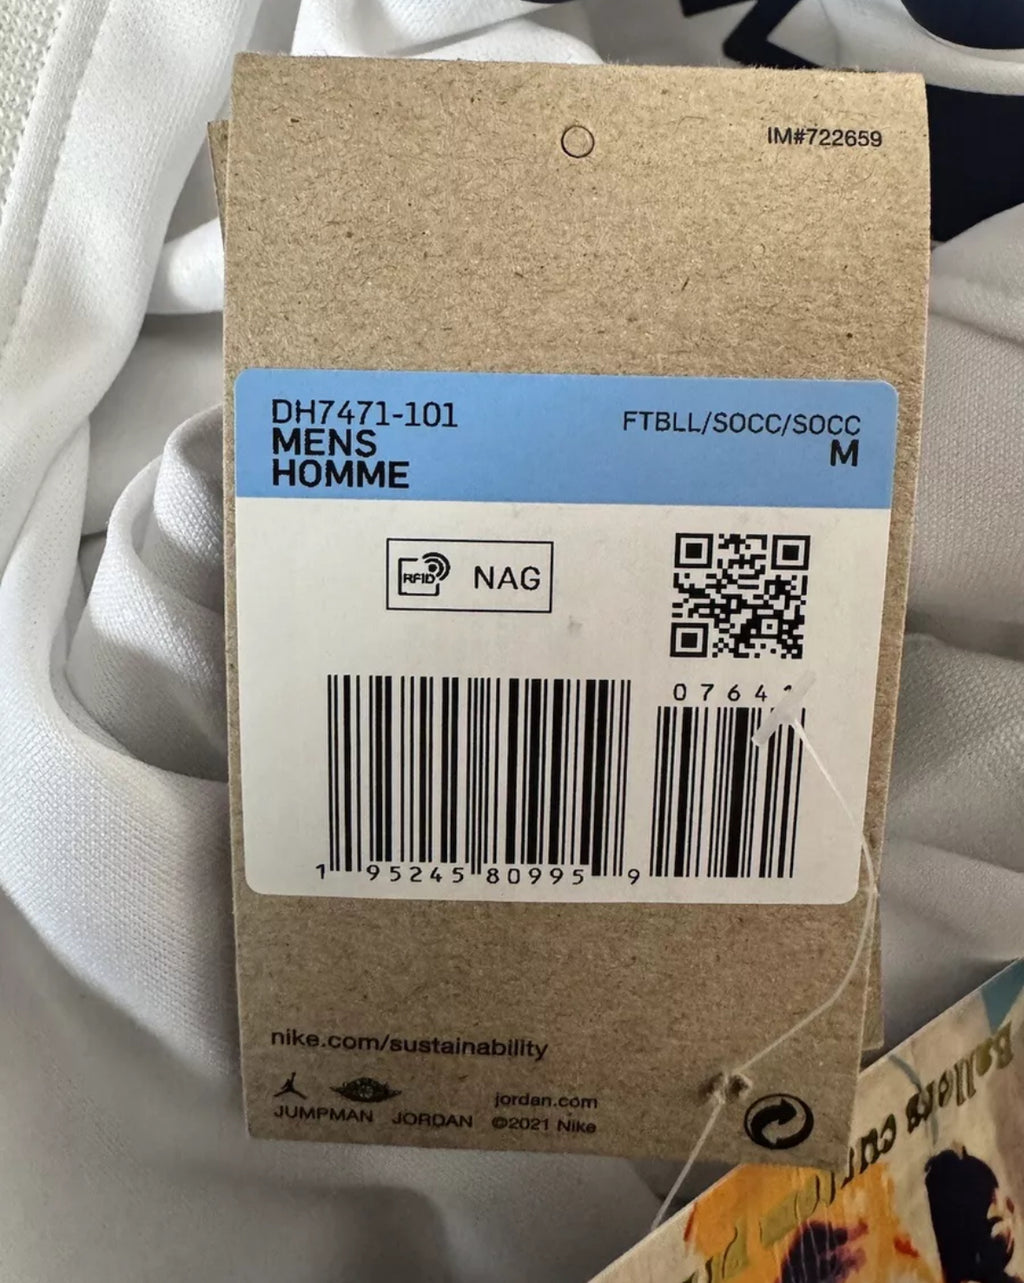 IM#722659
DH7471-101
FTBLL/SOCC/SOCC
MENS
M
HOMME
RFID NAG
0764
1 95245 80995 9
nike.com/sustainability
jordan.com
JUMPMAN JORDAN ©2021 Nike